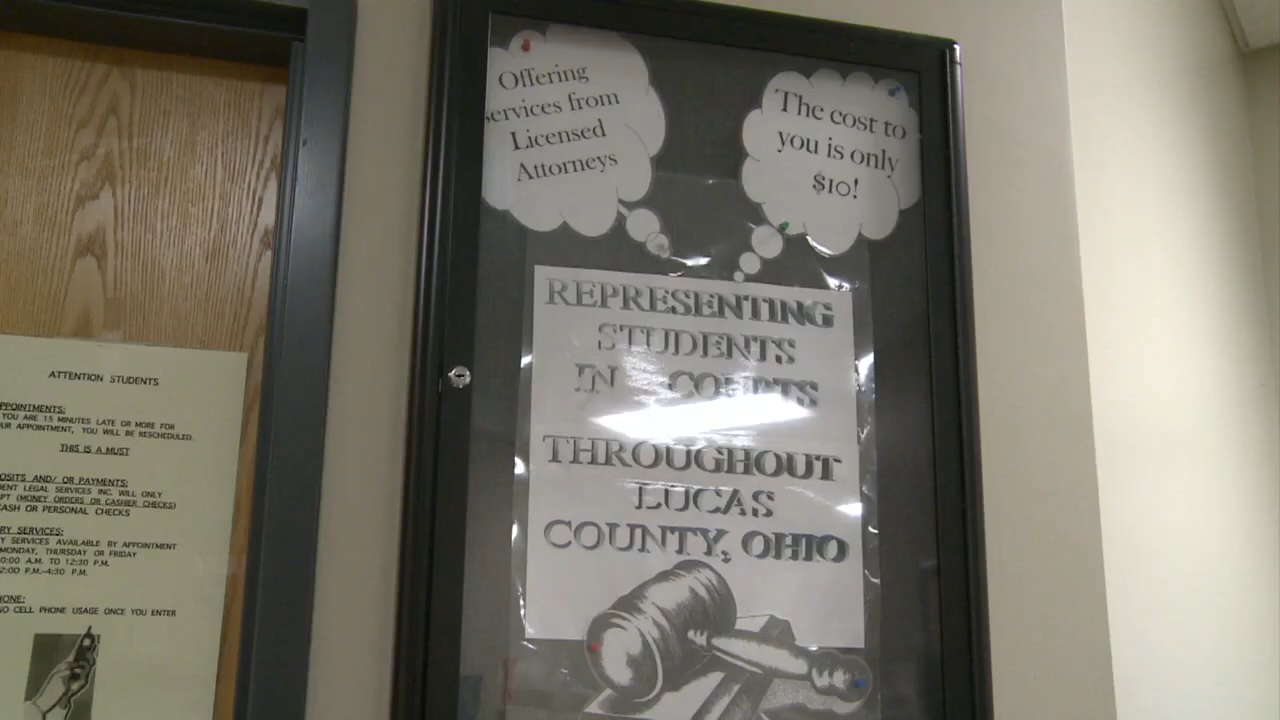 Offering
services from
Licensed
Attorneys
The cost to
you is only
$10!
REPRESENTING
STUDENTS
IN COURTS
THROUGHOUT
LUCAS
COUNTY, OHIO
ATTENTION STUDENTS
PPOINTMENTS:
YOU ARE 15 MINUTES LATE OR MORE FOR
UR APPOINTMENT, YOU WILL BE RESCHEDULED.
THIS IS A MUST
OSITS AND/ OR PAYMENTS:
DENT LEGAL SERVICES INC. WILL ONLY
PT (MONEY ORDERS OR CASHIER CHECKS)
CASH OR PERSONAL CHECKS
RY SERVICES:
Y SERVICES AVAILABLE BY APPOINTMENT
MONDAY, THURSDAY OR FRIDAY
0:00 A.M. TO 12:30 P.M.
2:00 P.M.-4:30 P.M.
HONE:
NO CELL PHONE USAGE ONCE YOU ENTER